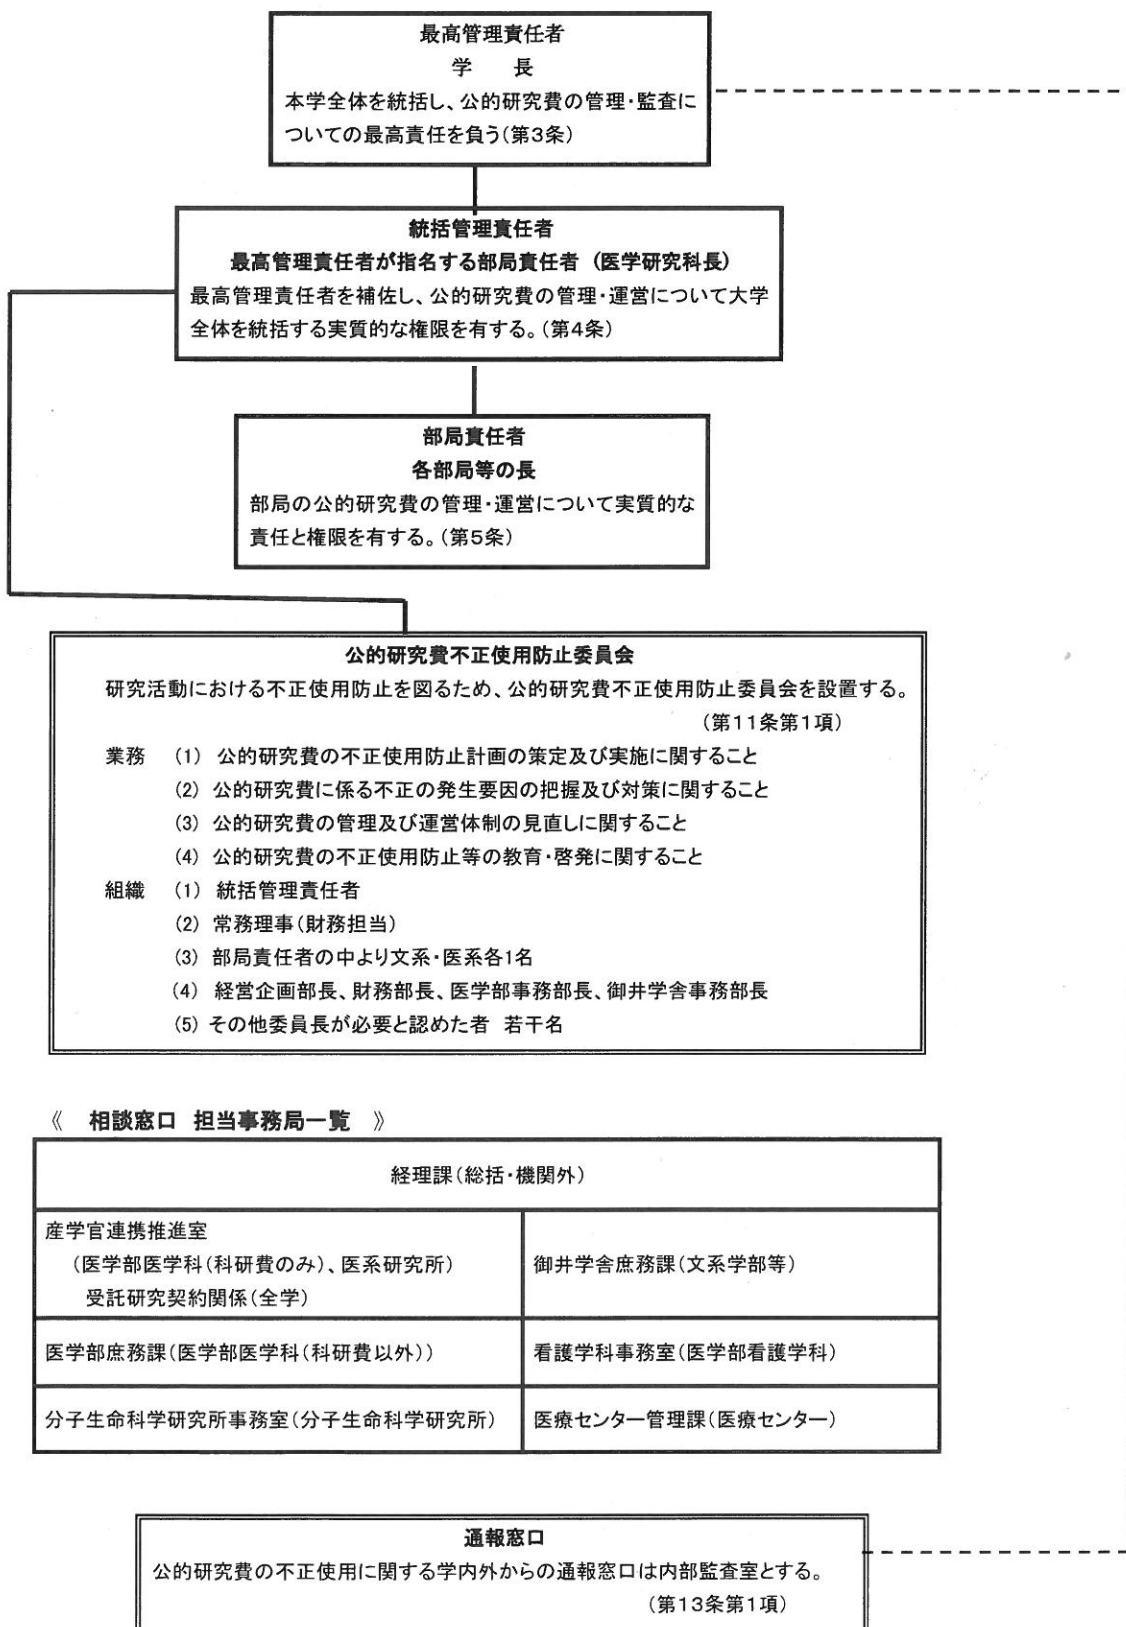 最高管理責任者
学　　長
本学全体を統括し、公的研究費の管理・監査に
ついての最高責任を負う(第3条)
統括管理責任者
最高管理責任者が指名する部局責任者 (医学研究科長)
最高管理責任者を補佐し、公的研究費の管理・運営について大学
全体を統括する実質的な権限を有する。(第4条)
部局責任者
各部局等の長
部局の公的研究費の管理・運営について実質的な
責任と権限を有する。(第5条)
公的研究費不正使用防止委員会
研究活動における不正使用防止を図るため、公的研究費不正使用防止委員会を設置する。
(第11条第1項)
業務　(1) 公的研究費の不正使用防止計画の策定及び実施に関すること
(2) 公的研究費に係る不正の発生要因の把握及び対策に関すること
(3) 公的研究費の管理及び運営体制の見直しに関すること
(4) 公的研究費の不正使用防止等の教育・啓発に関すること
組織　(1) 統括管理責任者
(2) 常務理事(財務担当)
(3) 部局責任者の中より文系・医系各1名
(4) 経営企画部長、財務部長、医学部事務部長、御井学舎事務部長
(5) その他委員長が必要と認めた者　若干名
《　相談窓口　担当事務局一覧　》
経理課(総括・機関外)
産学官連携推進室
(医学部医学科(科研費のみ)、医系研究所)
受託研究契約関係(全学)
御井学舎庶務課(文系学部等)
医学部庶務課(医学部医学科(科研費以外))
看護学科事務室(医学部看護学科)
分子生命科学研究所事務室(分子生命科学研究所)
医療センター管理課(医療センター)
通報窓口
公的研究費の不正使用に関する学内外からの通報窓口は内部監査室とする。
(第13条第1項)